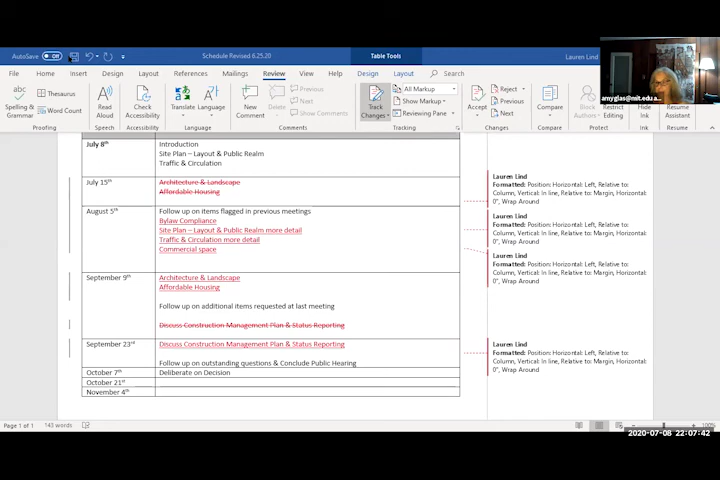 AutoSave Off Schedule Revised 6.25.20 Table Tools Lauren Lind
File Home Insert Draw Design Layout References Mailings Review View Help Design Layout Search
amyglas@mit.edu a...
Spelling & Grammar Thesaurus Word Count Proofing
Read Aloud Speech
Check Accessibility Accessibility
Translate Language Language
New Comment Delete Previous Next Show Comments Comments
Track Changes All Markup Show Markup Reviewing Pane Tracking
Accept Reject Previous Next Changes
Compare Compare
Block Authors Restrict Editing Protect
Hide Ink Ink
Resume Assistant Resume
July 8th Introduction
Site Plan – Layout & Public Realm
Traffic & Circulation
July 15th Architecture & Landscape
Affordable Housing
August 5th Follow up on items flagged in previous meetings
Bylaw Compliance
Site Plan – Layout & Public Realm more detail
Traffic & Circulation more detail
Commercial space
September 9th Architecture & Landscape
Affordable Housing
Follow up on additional items requested at last meeting
Discuss Construction Management Plan & Status Reporting
September 23rd Discuss Construction Management Plan & Status Reporting
Follow up on outstanding questions & Conclude Public Hearing
October 7th Deliberate on Decision
October 21st
November 4th
Lauren Lind
Formatted: Position: Horizontal: Left, Relative to:
Column, Vertical: In line, Relative to: Margin, Horizontal:
0", Wrap Around
Lauren Lind
Formatted: Position: Horizontal: Left, Relative to:
Column, Vertical: In line, Relative to: Margin, Horizontal:
0", Wrap Around
Lauren Lind
Formatted: Position: Horizontal: Left, Relative to:
Column, Vertical: In line, Relative to: Margin, Horizontal:
0", Wrap Around
Lauren Lind
Formatted: Position: Horizontal: Left, Relative to:
Column, Vertical: In line, Relative to: Margin, Horizontal:
0", Wrap Around
Page 1 of 1 143 words 100%
2020-07-08 22:07:42